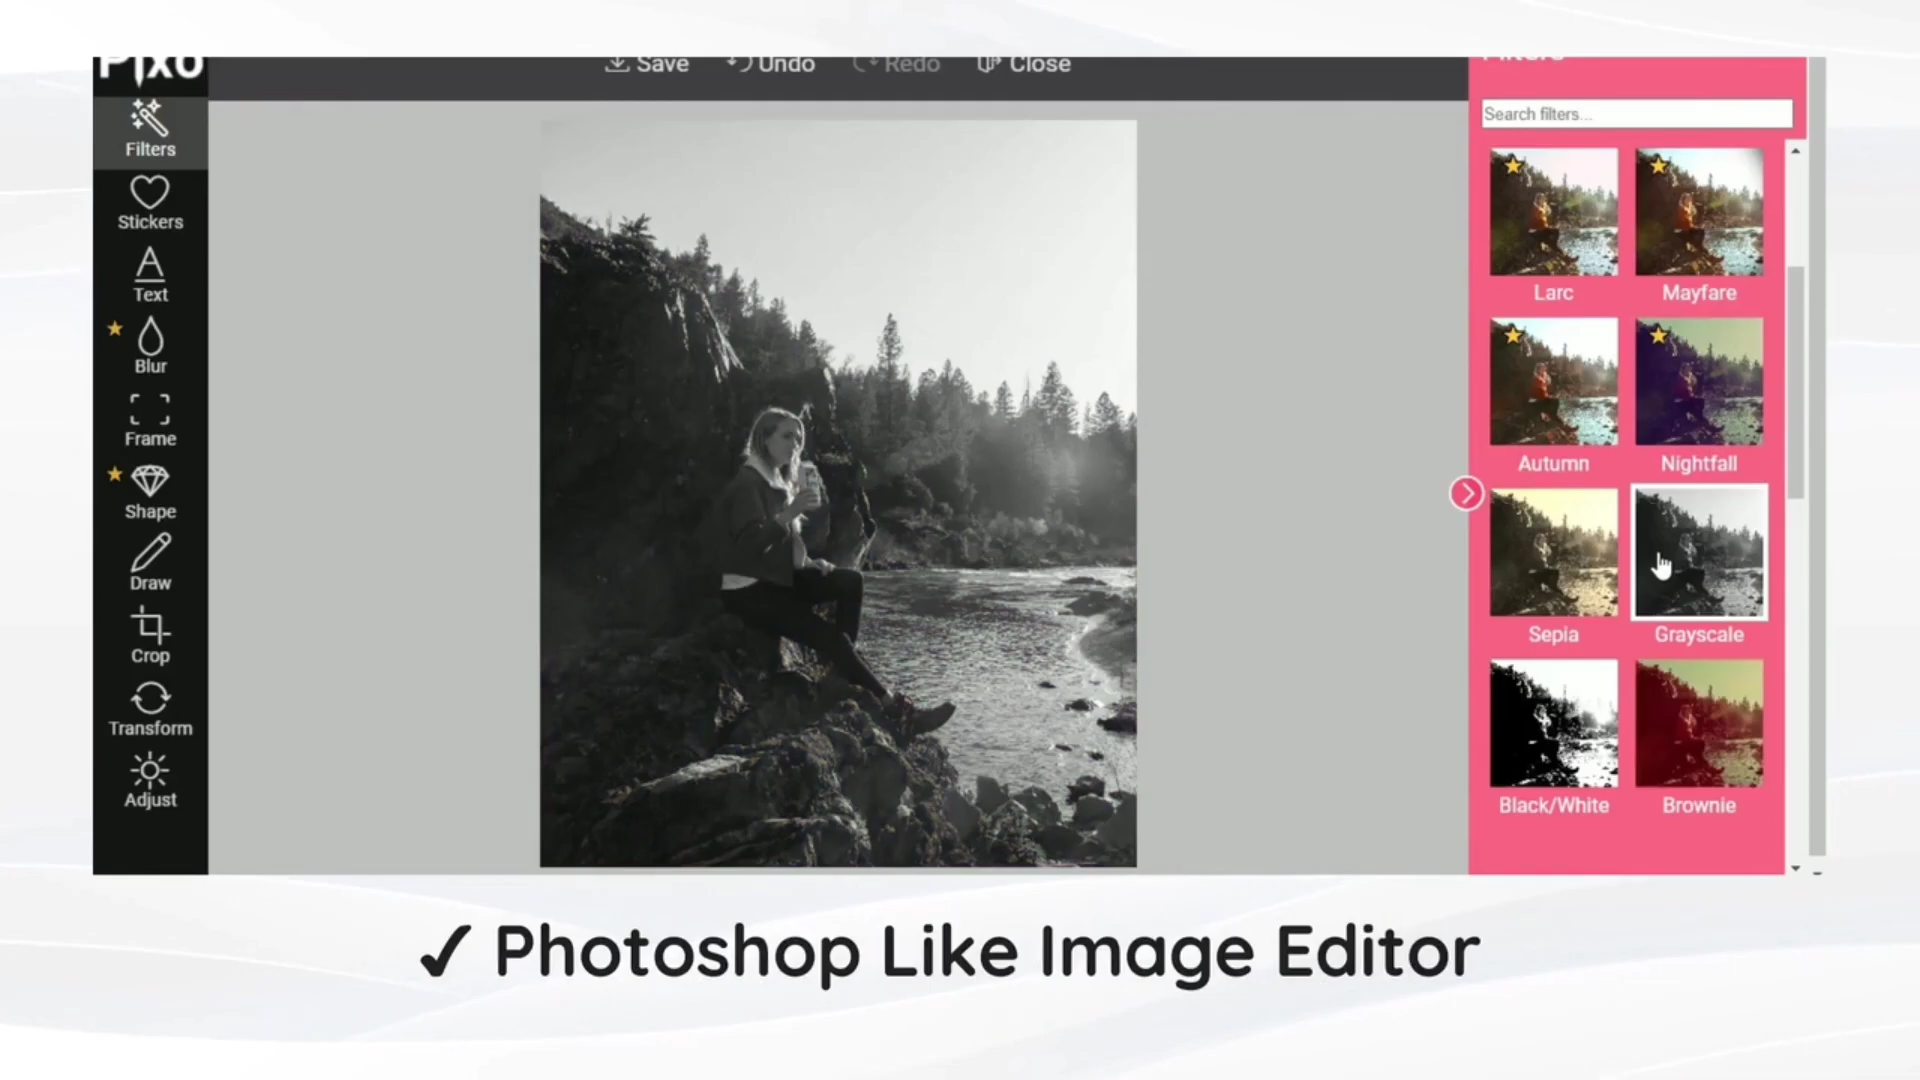 Pixo
Save Undo Redo Close
Filters
Search filters...
Filters
Stickers
Text
Blur
Frame
Shape
Draw
Crop
Transform
Adjust
Larc Mayfare
Autumn Nightfall
Sepia Grayscale
Black/White Brownie
✓ Photoshop Like Image Editor